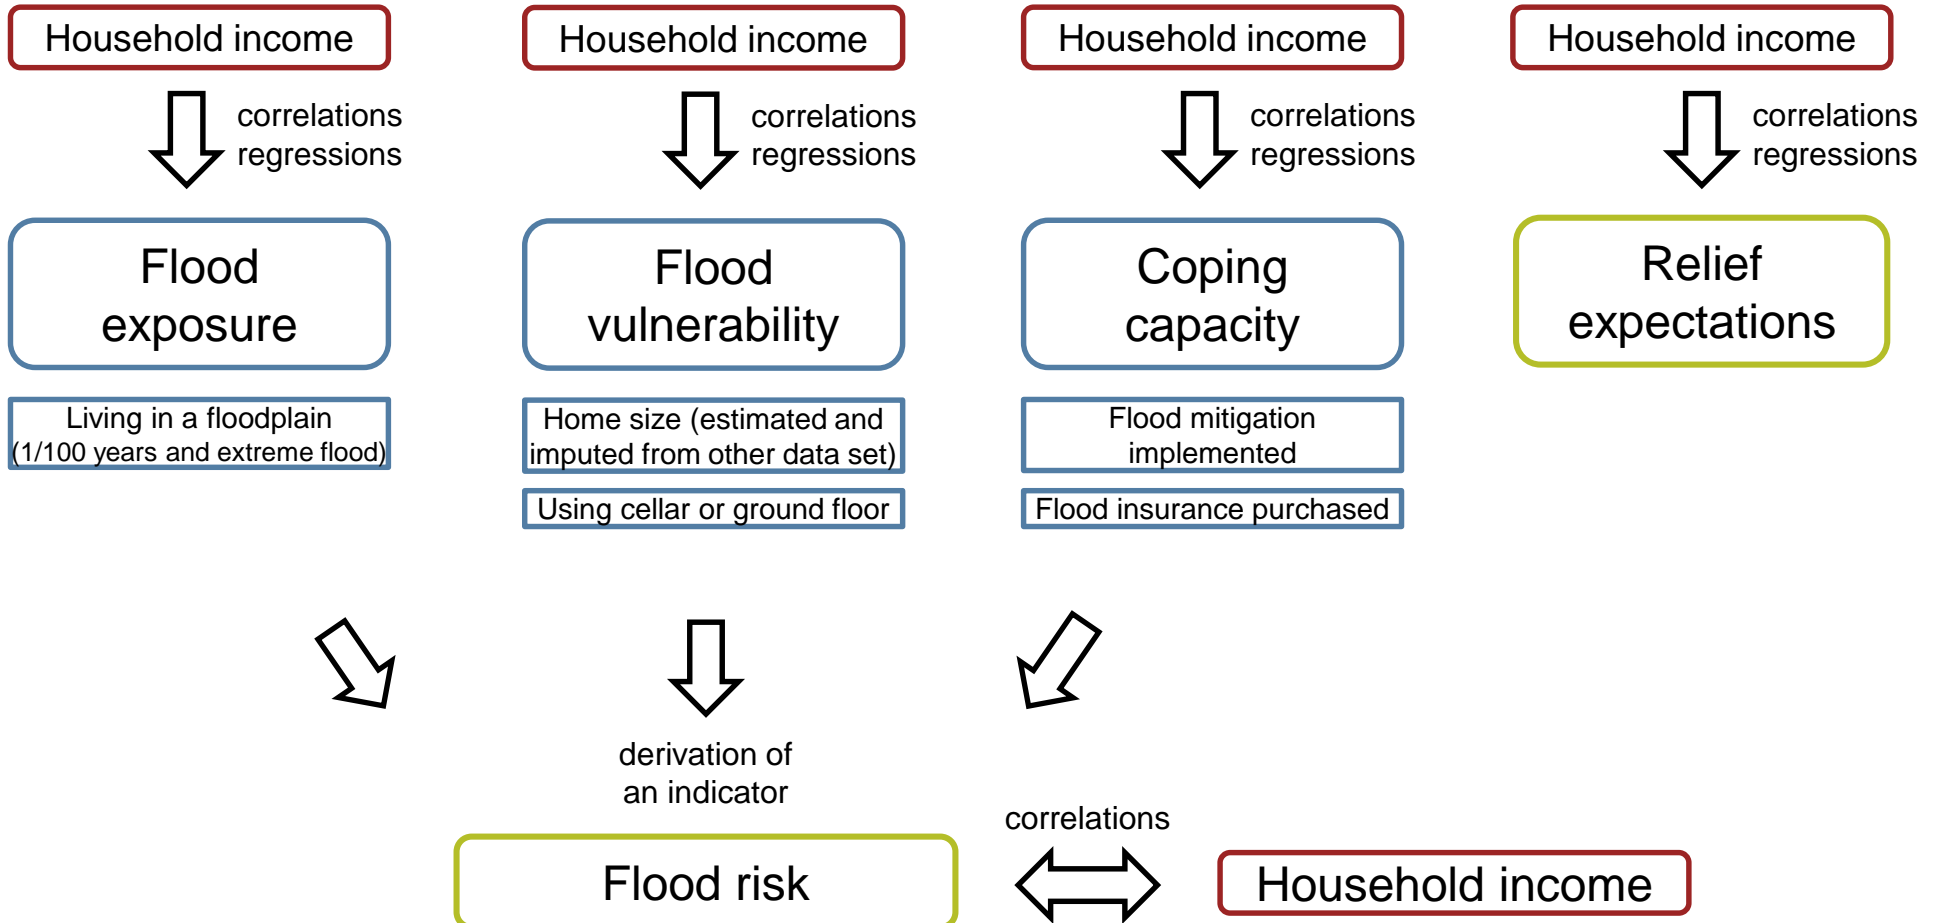 Household income
Household income
Household income
Household income
correlations
regressions
correlations
regressions
correlations
regressions
correlations
regressions
Flood
exposure
Flood
vulnerability
Coping
capacity
Relief
expectations
Living in a floodplain
(1/100 years and extreme flood)
Home size (estimated and
imputed from other data set)
Using cellar or ground floor
Flood mitigation
implemented
Flood insurance purchased
derivation of
an indicator
correlations
Flood risk
Household income